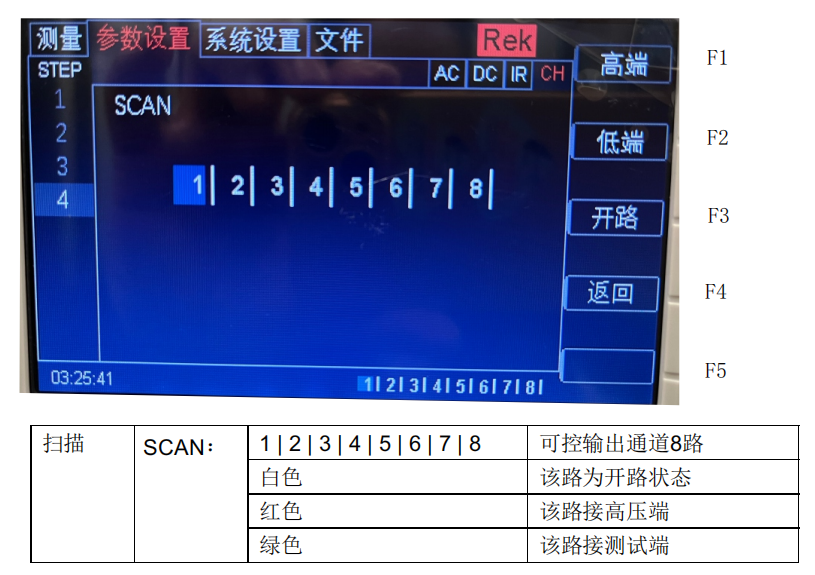 测量 参数设置 系统设置 文件 Rek
STEP AC DC IR CH
高端 F1
1
SCAN
2
低端 F2
3
1| 2| 3| 4| 5| 6| 7| 8|
4
开路 F3
返回 F4
F5
03:25:41 1|2|3|4|5|6|7|8|
扫描 SCAN： 1 | 2 | 3 | 4 | 5 | 6 | 7 | 8 可控输出通道8路
白色 该路为开路状态
红色 该路接高压端
绿色 该路接测试端